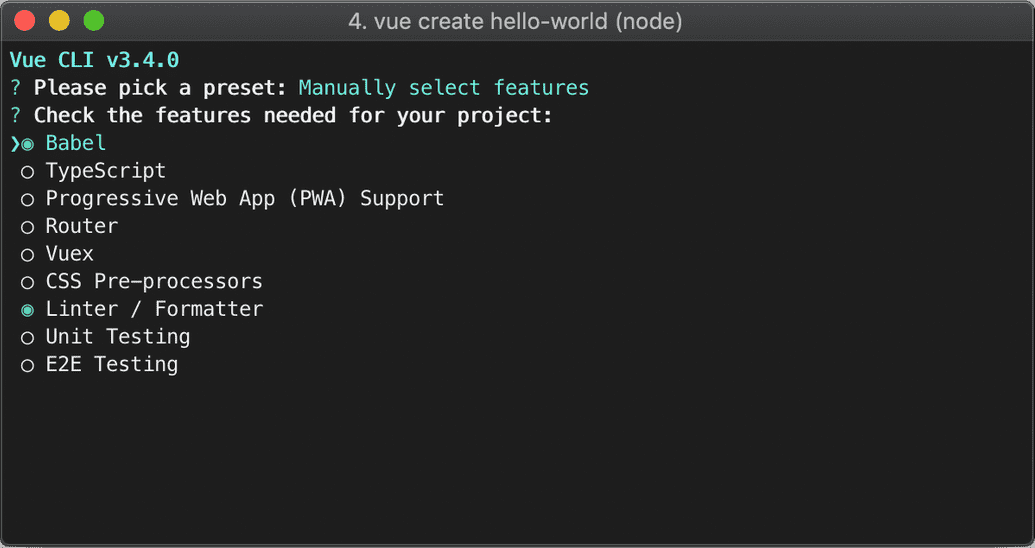 4. vue create hello-world (node)
Vue CLI v3.4.0
? Please pick a preset: Manually select features
? Check the features needed for your project:
❯◉ Babel
◯ TypeScript
◯ Progressive Web App (PWA) Support
◯ Router
◯ Vuex
◯ CSS Pre-processors
◉ Linter / Formatter
◯ Unit Testing
◯ E2E Testing